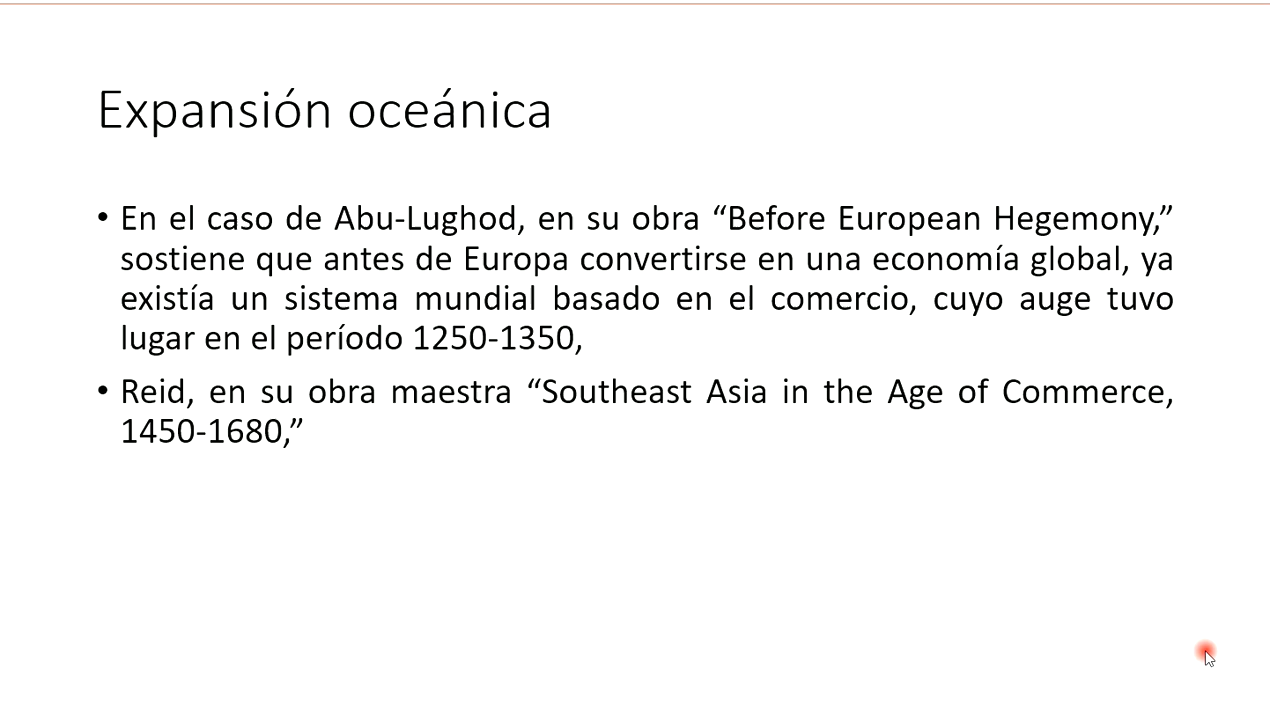 Expansión oceánica
• En el caso de Abu-Lughod, en su obra “Before European Hegemony,”
sostiene que antes de Europa convertirse en una economía global, ya
existía un sistema mundial basado en el comercio, cuyo auge tuvo
lugar en el período 1250-1350,
• Reid, en su obra maestra “Southeast Asia in the Age of Commerce,
1450-1680,”